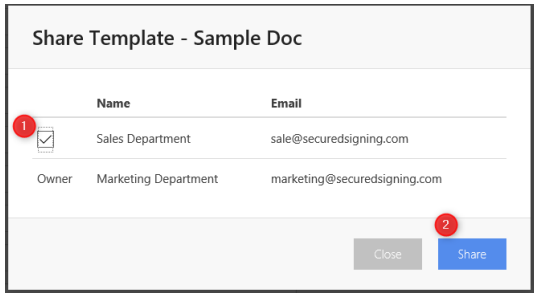 Share Template - Sample Doc
Name Email
1
Sales Department sale@securedsigning.com
Owner Marketing Department marketing@securedsigning.com
2
Close Share